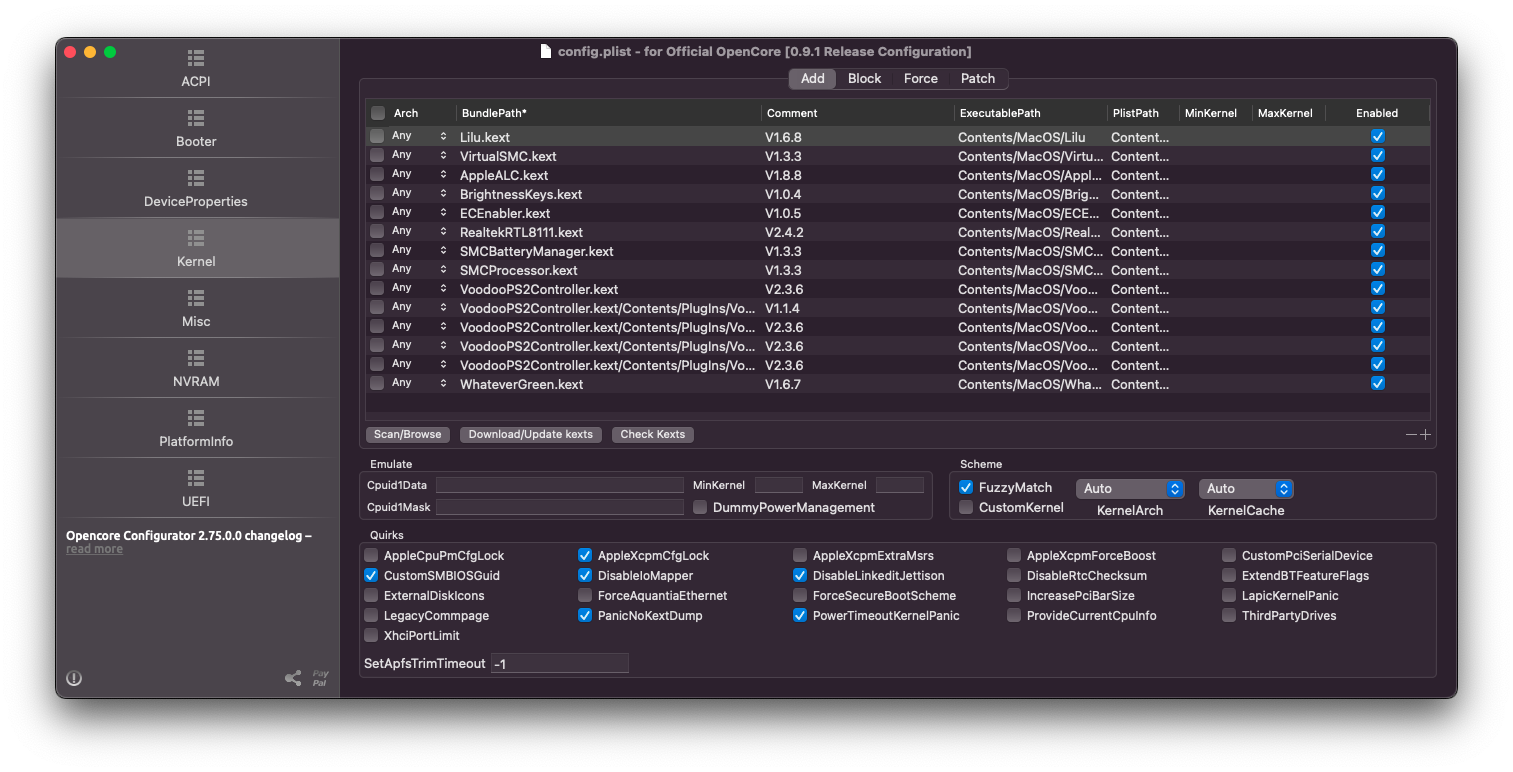 config.plist - for Official OpenCore [0.9.1 Release Configuration]
ACPI
Booter
DeviceProperties
Kernel
Misc
NVRAM
PlatformInfo
UEFI
Opencore Configurator 2.75.0.0 changelog –
read more
Pay
Pal
Add Block Force Patch
Arch BundlePath* Comment ExecutablePath PlistPath MinKernel MaxKernel Enabled
Any Lilu.kext V1.6.8 Contents/MacOS/Lilu Content...
Any VirtualSMC.kext V1.3.3 Contents/MacOS/Virtu... Content...
Any AppleALC.kext V1.8.8 Contents/MacOS/Appl... Content...
Any BrightnessKeys.kext V1.0.4 Contents/MacOS/Brig... Content...
Any ECEnabler.kext V1.0.5 Contents/MacOS/ECE... Content...
Any RealtekRTL8111.kext V2.4.2 Contents/MacOS/Real... Content...
Any SMCBatteryManager.kext V1.3.3 Contents/MacOS/SMC... Content...
Any SMCProcessor.kext V1.3.3 Contents/MacOS/SMC... Content...
Any VoodooPS2Controller.kext V2.3.6 Contents/MacOS/Voo... Content...
Any VoodooPS2Controller.kext/Contents/PlugIns/Vo... V1.1.4 Contents/MacOS/Voo... Content...
Any VoodooPS2Controller.kext/Contents/PlugIns/Vo... V2.3.6 Contents/MacOS/Voo... Content...
Any VoodooPS2Controller.kext/Contents/PlugIns/Vo... V2.3.6 Contents/MacOS/Voo... Content...
Any VoodooPS2Controller.kext/Contents/PlugIns/Vo... V2.3.6 Contents/MacOS/Voo... Content...
Any WhateverGreen.kext V1.6.7 Contents/MacOS/Wha... Content...
Scan/Browse Download/Update kexts Check Kexts
Emulate
Cpuid1Data MinKernel MaxKernel
Cpuid1Mask DummyPowerManagement
Scheme
FuzzyMatch Auto Auto
CustomKernel KernelArch KernelCache
Quirks
AppleCpuPmCfgLock AppleXcpmCfgLock AppleXcpmExtraMsrs AppleXcpmForceBoost CustomPciSerialDevice
CustomSMBIOSGuid DisableIoMapper DisableLinkeditJettison DisableRtcChecksum ExtendBTFeatureFlags
ExternalDiskIcons ForceAquantiaEthernet ForceSecureBootScheme IncreasePciBarSize LapicKernelPanic
LegacyCommpage PanicNoKextDump PowerTimeoutKernelPanic ProvideCurrentCpuInfo ThirdPartyDrives
XhciPortLimit
SetApfsTrimTimeout -1